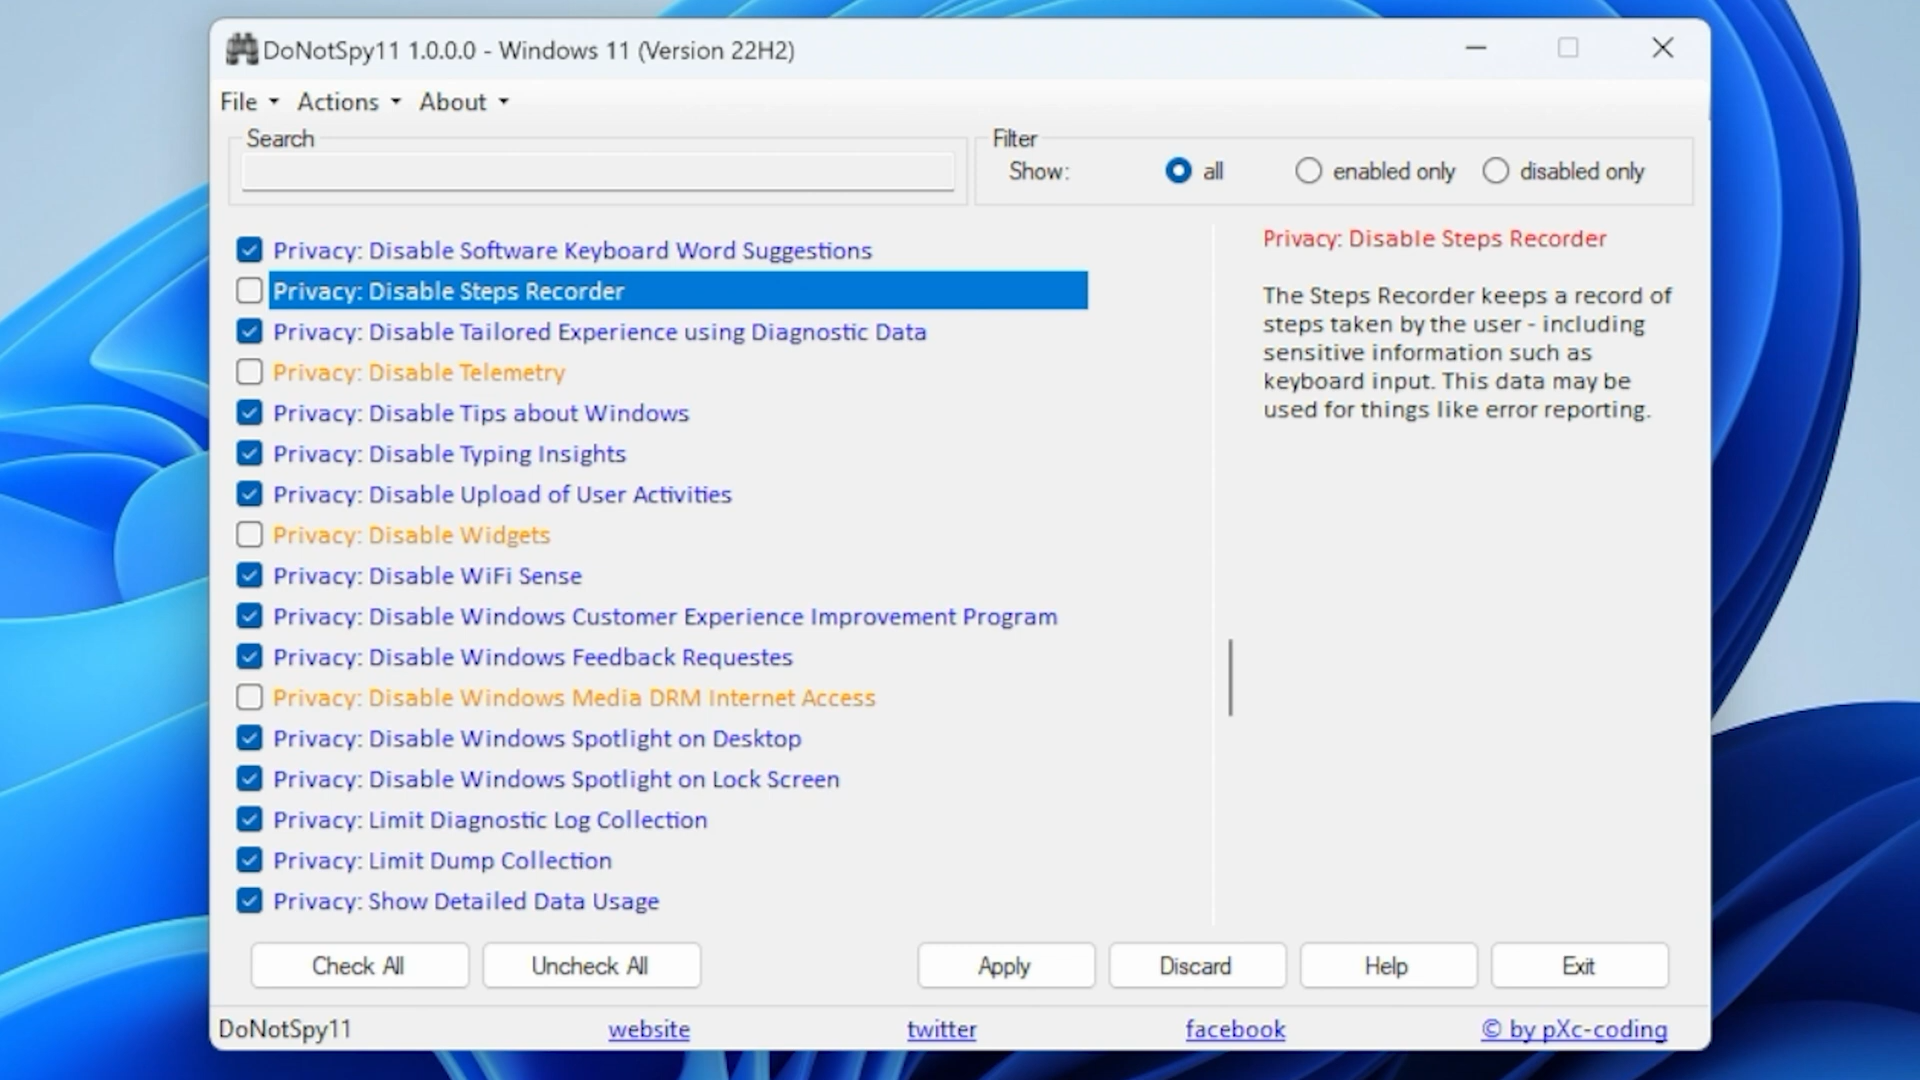 DoNotSpy11 1.0.0.0 - Windows 11 (Version 22H2)
File Actions About
Search
Filter
Show: all enabled only disabled only
Privacy: Disable Software Keyboard Word Suggestions
Privacy: Disable Steps Recorder
Privacy: Disable Tailored Experience using Diagnostic Data
Privacy: Disable Telemetry
Privacy: Disable Tips about Windows
Privacy: Disable Typing Insights
Privacy: Disable Upload of User Activities
Privacy: Disable Widgets
Privacy: Disable WiFi Sense
Privacy: Disable Windows Customer Experience Improvement Program
Privacy: Disable Windows Feedback Requestes
Privacy: Disable Windows Media DRM Internet Access
Privacy: Disable Windows Spotlight on Desktop
Privacy: Disable Windows Spotlight on Lock Screen
Privacy: Limit Diagnostic Log Collection
Privacy: Limit Dump Collection
Privacy: Show Detailed Data Usage
Privacy: Disable Steps Recorder
The Steps Recorder keeps a record of
steps taken by the user - including
sensitive information such as
keyboard input. This data may be
used for things like error reporting.
Check All Uncheck All Apply Discard Help Exit
DoNotSpy11 website twitter facebook © by pXc-coding